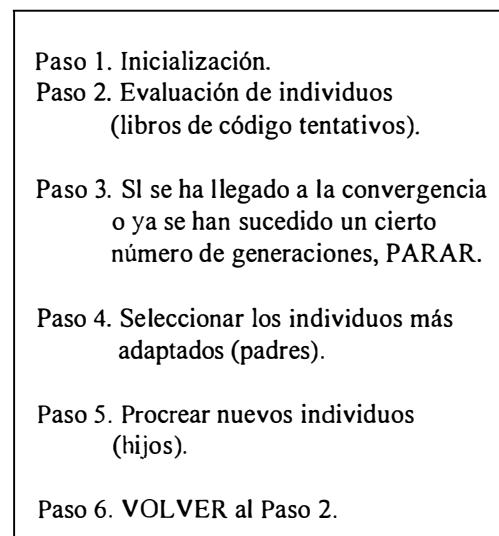 Paso 1. Inicialización.
Paso 2. Evaluación de individuos
(libros de código tentativos).
Paso 3. SI se ha llegado a la convergencia
o ya se han sucedido un cierto
número de generaciones, PARAR.
Paso 4. Seleccionar los individuos más
adaptados (padres).
Paso 5. Procrear nuevos individuos
(hijos).
Paso 6. VOLVER al Paso 2.